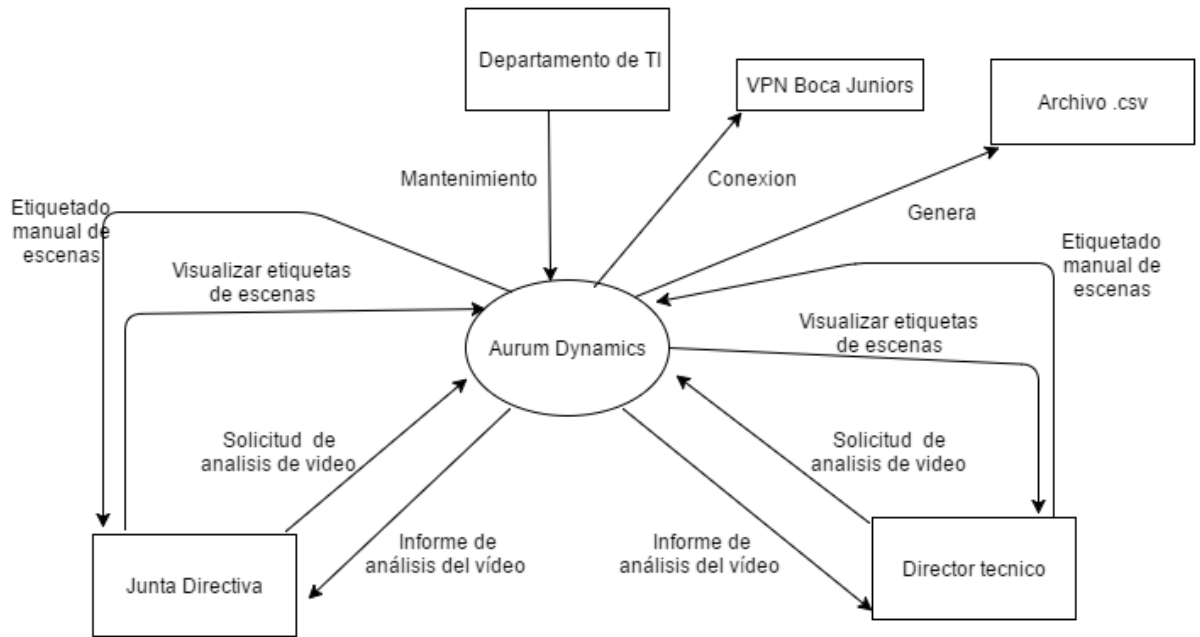 Departamento de TI
VPN Boca Juniors
Archivo .csv
Mantenimiento
Conexion
Genera
Etiquetado
manual de
escenas
Visualizar etiquetas
de escenas
Etiquetado
manual de
escenas
Visualizar etiquetas
de escenas
Aurum Dynamics
Solicitud de
analisis de video
Solicitud de
analisis de video
Informe de
análisis del vídeo
Informe de
análisis del vídeo
Junta Directiva
Director tecnico